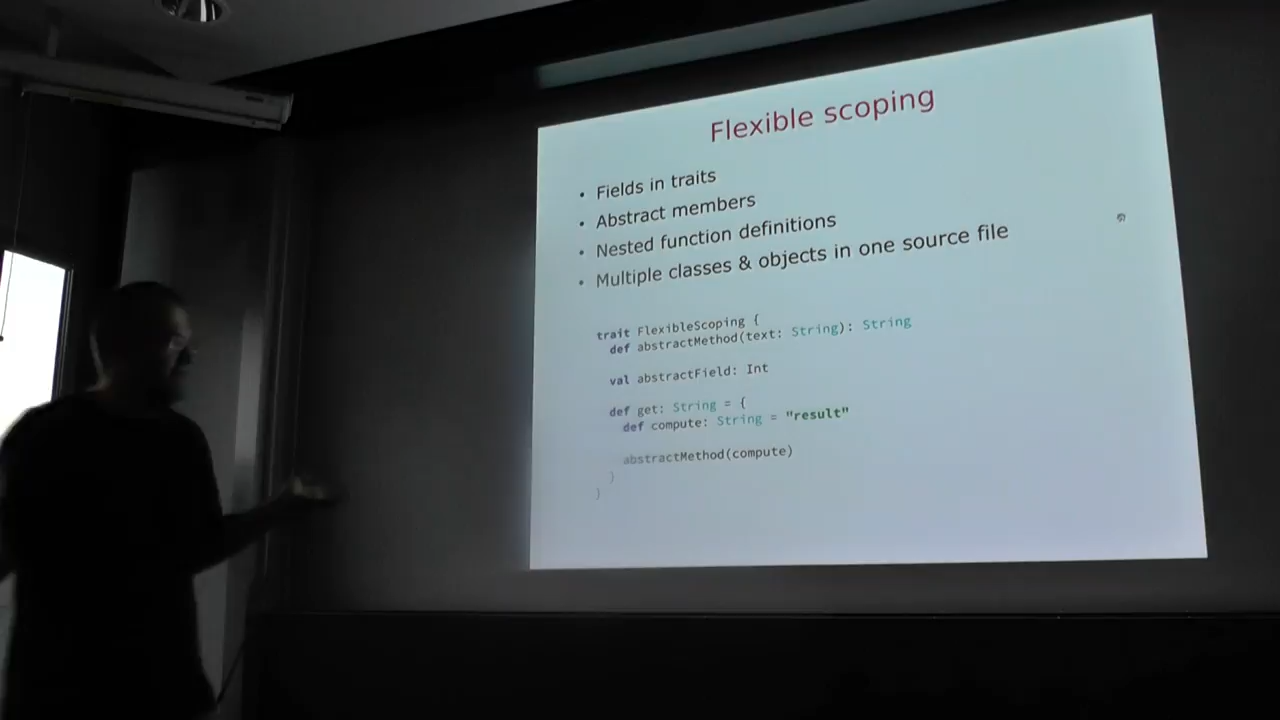 Flexible scoping
• Fields in traits
• Abstract members
• Nested function definitions
• Multiple classes & objects in one source file
trait FlexibleScoping {
def abstractMethod(text: String): String
val abstractField: Int
def get: String = {
def compute: String = "result"
abstractMethod(compute)
}
}